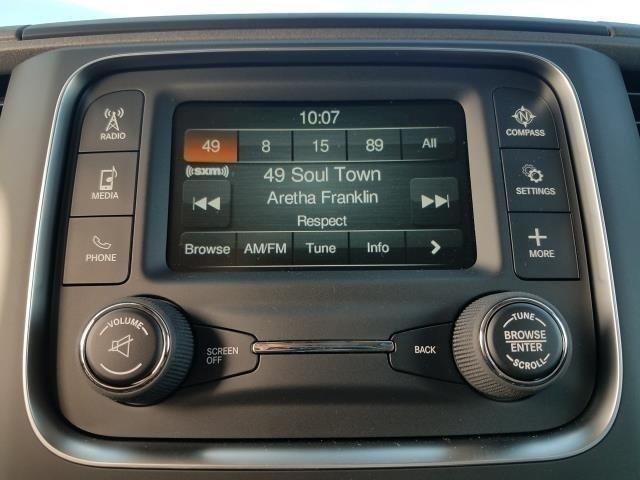 10:07
49 8 15 89 All
((sxm))
49 Soul Town
Aretha Franklin
Respect
Browse AM/FM Tune Info
RADIO
MEDIA
PHONE
N
COMPASS
SETTINGS
MORE
VOLUME
SCREEN
OFF
BACK
TUNE
BROWSE
ENTER
SCROLL